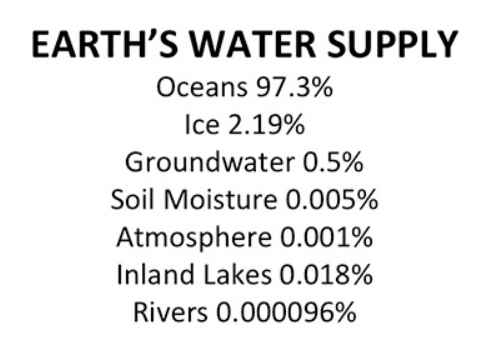 EARTH’S WATER SUPPLY
Oceans 97.3%
Ice 2.19%
Groundwater 0.5%
Soil Moisture 0.005%
Atmosphere 0.001%
Inland Lakes 0.018%
Rivers 0.000096%